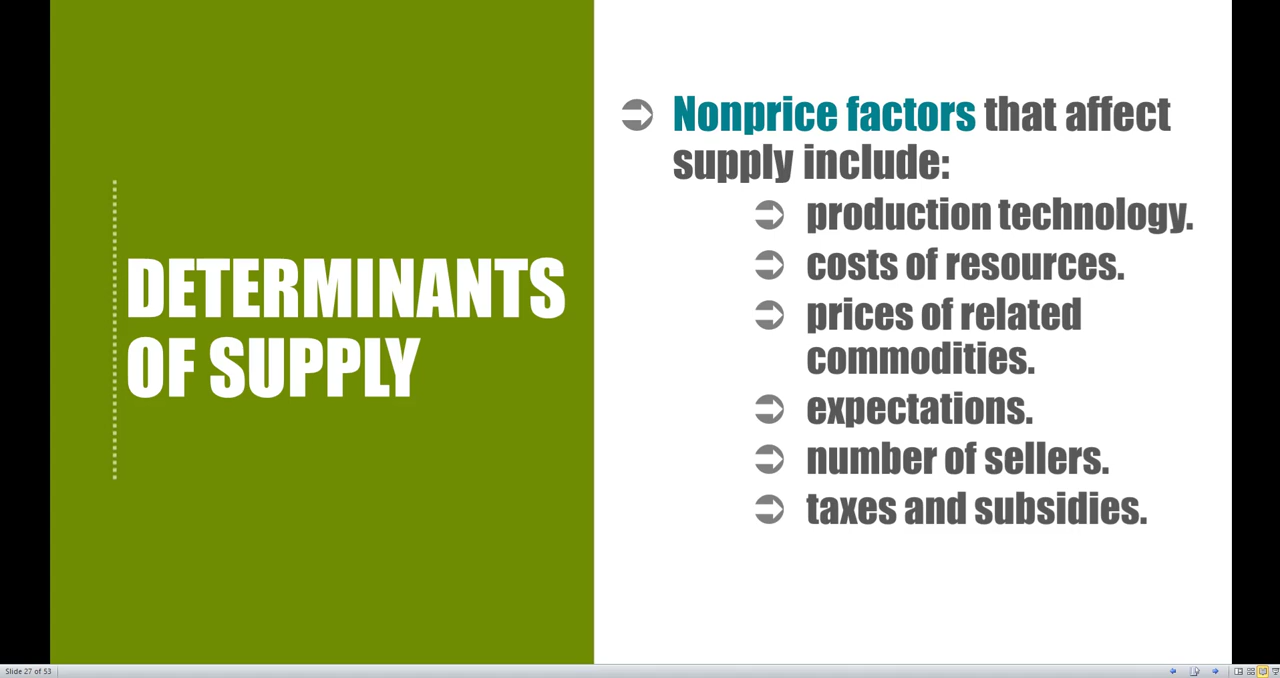 DETERMINANTS
OF SUPPLY
Nonprice factors that affect
supply include:
production technology.
costs of resources.
prices of related
commodities.
expectations.
number of sellers.
taxes and subsidies.
Slide 27 of 53